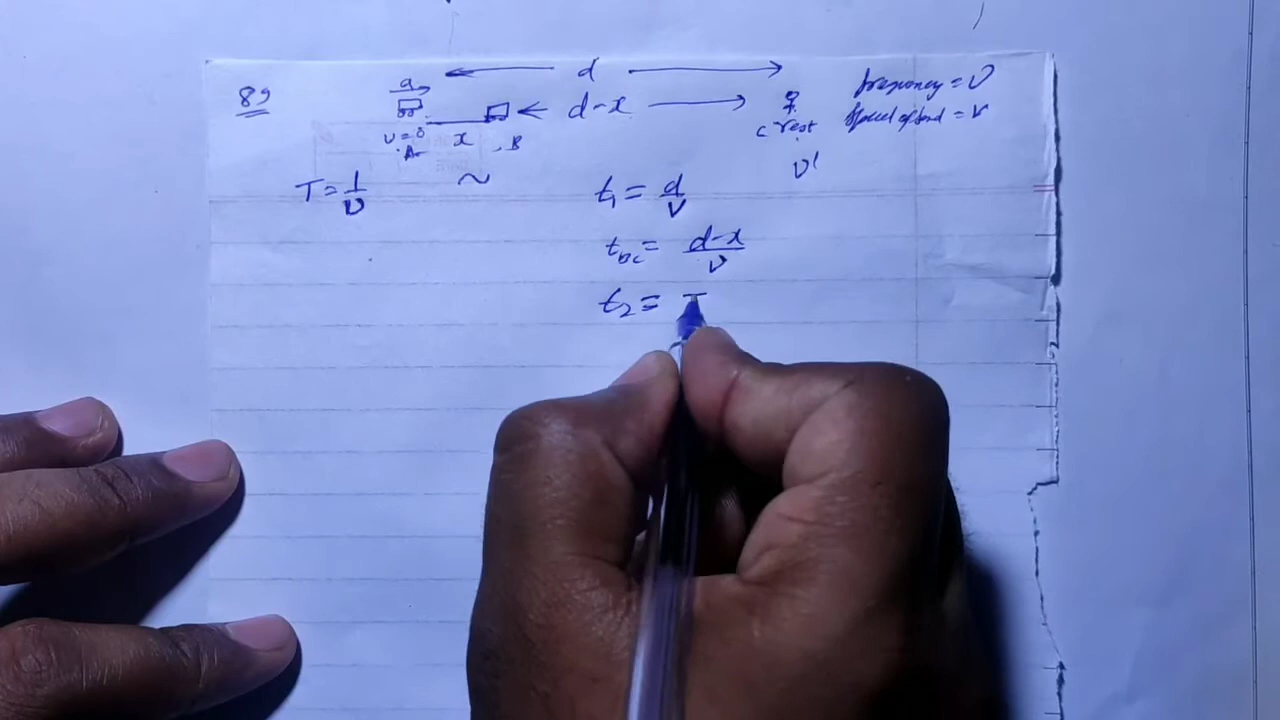 89
a
d
frequency = ν
d-x
speed of sound = v
u=0
x
c rest
A
B
ν'
T = 1/ν
~
t₁ = d/v
t_BC = d-x/v
t₂ = T